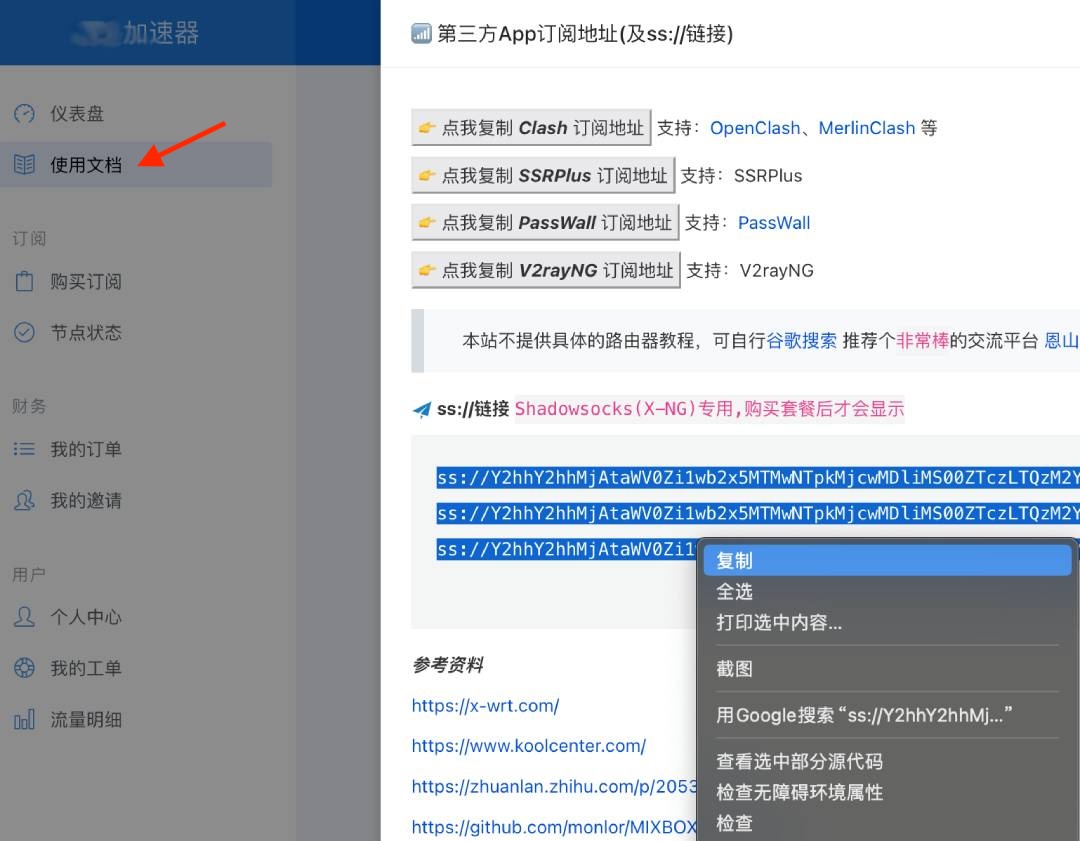 加速器
仪表盘
使用文档
订阅
购买订阅
节点状态
财务
我的订单
我的邀请
用户
个人中心
我的工单
流量明细
第三方App订阅地址(及ss://链接)
点我复制 Clash 订阅地址 支持：OpenClash、MerlinClash 等
点我复制 SSRPlus 订阅地址 支持：SSRPlus
点我复制 PassWall 订阅地址 支持：PassWall
点我复制 V2rayNG 订阅地址 支持：V2rayNG
本站不提供具体的路由器教程，可自行谷歌搜索 推荐个非常棒的交流平台 恩山
ss://链接 Shadowsocks(X-NG)专用,购买套餐后才会显示
ss://Y2hhY2hhMjAtaWV0Zi1wb2x5MTMwNTpkMjcwMDliMS00ZTczLTQzM2Y
ss://Y2hhY2hhMjAtaWV0Zi1wb2x5MTMwNTpkMjcwMDliMS00ZTczLTQzM2Y
ss://Y2hhY2hhMjAtaWV0Zi1
复制
全选
打印选中内容...
截图
用Google搜索“ss://Y2hhY2hhMj...”
查看选中部分源代码
检查无障碍环境属性
检查
参考资料
https://x-wrt.com/
https://www.koolcenter.com/
https://zhuanlan.zhihu.com/p/2053
https://github.com/monlor/MIXBOX